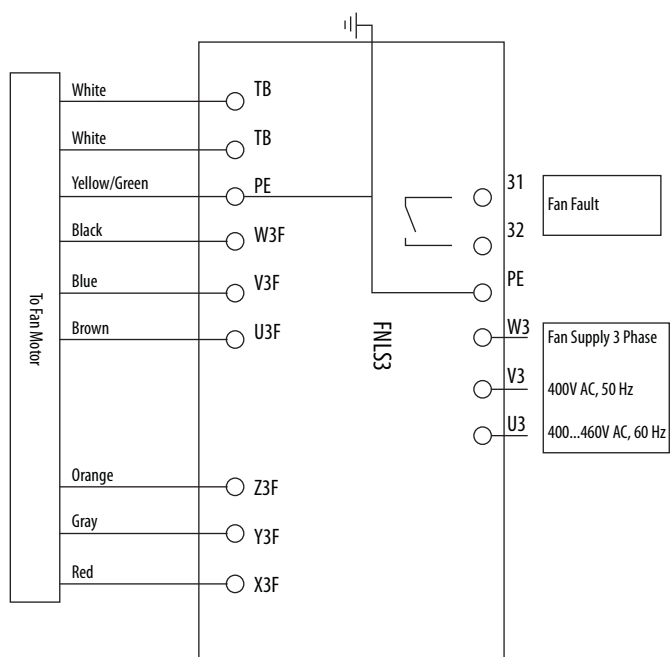 White
TB
White
TB
Yellow/Green
PE
Black
W3F
Blue
V3F
Brown
U3F
Orange
Z3F
Gray
Y3F
Red
X3F
To Fan Motor
FNLS3
31
Fan Fault
32
PE
W3
Fan Supply 3 Phase
V3
400V AC, 50 Hz
U3
400...460V AC, 60 Hz